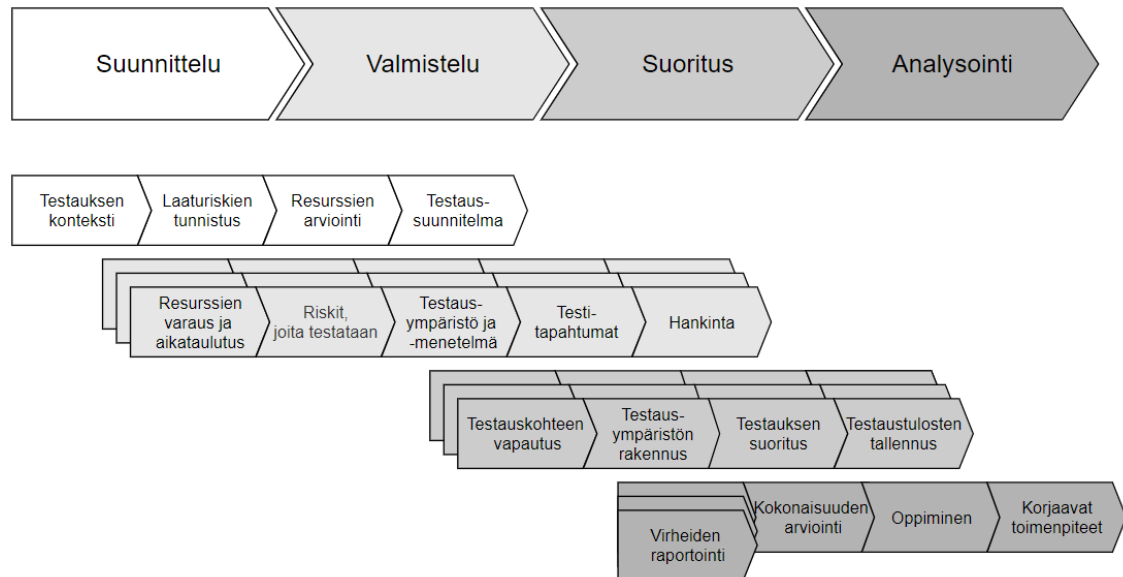 Suunnittelu
Valmistelu
Suoritus
Analysointi
Testauksen
konteksti
Laaturiskien
tunnistus
Resurssien
arviointi
Testaus-
suunnitelma
Resurssien
varaus ja
aikataulutus
Riskit,
joita testataan
Testaus-
ympäristö ja
-menetelmä
Testi-
tapahtumat
Hankinta
Testauskohteen
vapautus
Testaus-
ympäristön
rakennus
Testauksen
suoritus
Testaustulosten
tallennus
Virheiden
raportointi
Kokonaisuuden
arviointi
Oppiminen
Korjaavat
toimenpiteet